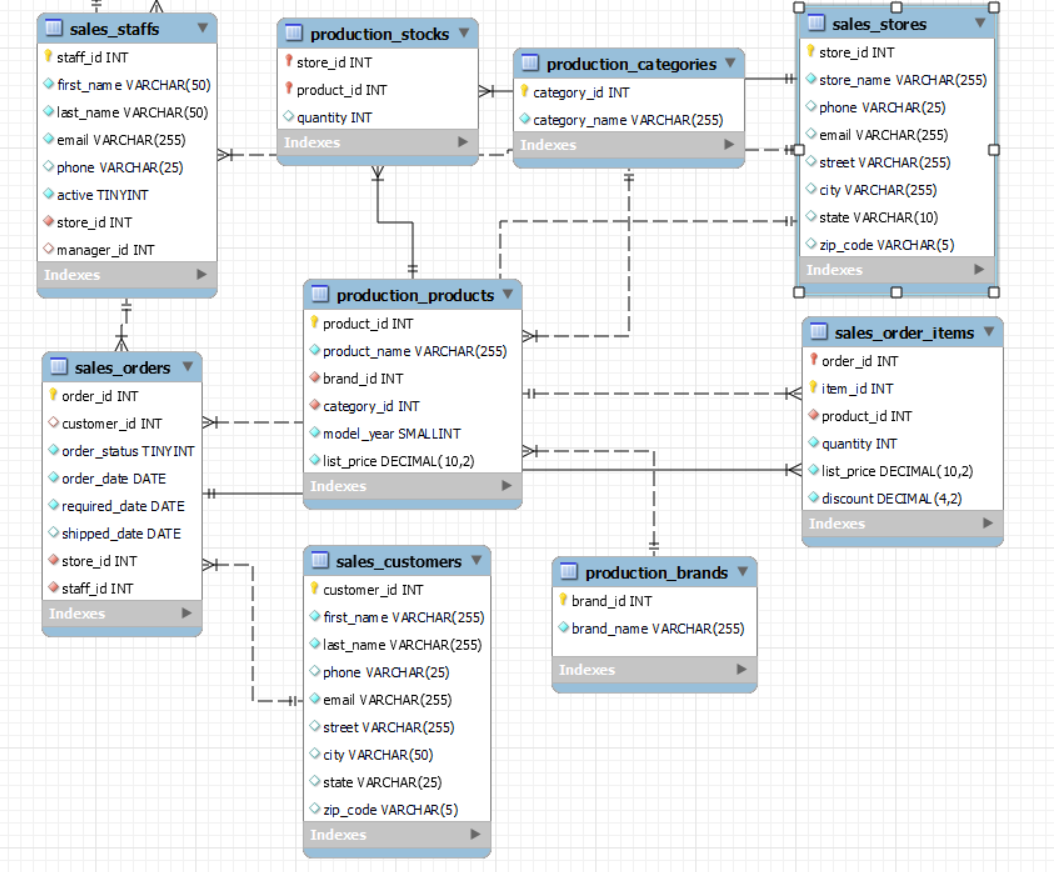 sales_staffs
staff_id INT
first_name VARCHAR(50)
last_name VARCHAR(50)
email VARCHAR(255)
phone VARCHAR(25)
active TINYINT
store_id INT
manager_id INT
Indexes
production_stocks
store_id INT
product_id INT
quantity INT
Indexes
production_categories
category_id INT
category_name VARCHAR(255)
Indexes
sales_stores
store_id INT
store_name VARCHAR(255)
phone VARCHAR(25)
email VARCHAR(255)
street VARCHAR(255)
city VARCHAR(255)
state VARCHAR(10)
zip_code VARCHAR(5)
Indexes
production_products
product_id INT
product_name VARCHAR(255)
brand_id INT
category_id INT
model_year SMALLINT
list_price DECIMAL(10,2)
Indexes
sales_order_items
order_id INT
item_id INT
product_id INT
quantity INT
list_price DECIMAL(10,2)
discount DECIMAL(4,2)
Indexes
sales_orders
order_id INT
customer_id INT
order_status TINYINT
order_date DATE
required_date DATE
shipped_date DATE
store_id INT
staff_id INT
Indexes
sales_customers
customer_id INT
first_name VARCHAR(255)
last_name VARCHAR(255)
phone VARCHAR(25)
email VARCHAR(255)
street VARCHAR(255)
city VARCHAR(50)
state VARCHAR(25)
zip_code VARCHAR(5)
Indexes
production_brands
brand_id INT
brand_name VARCHAR(255)
Indexes